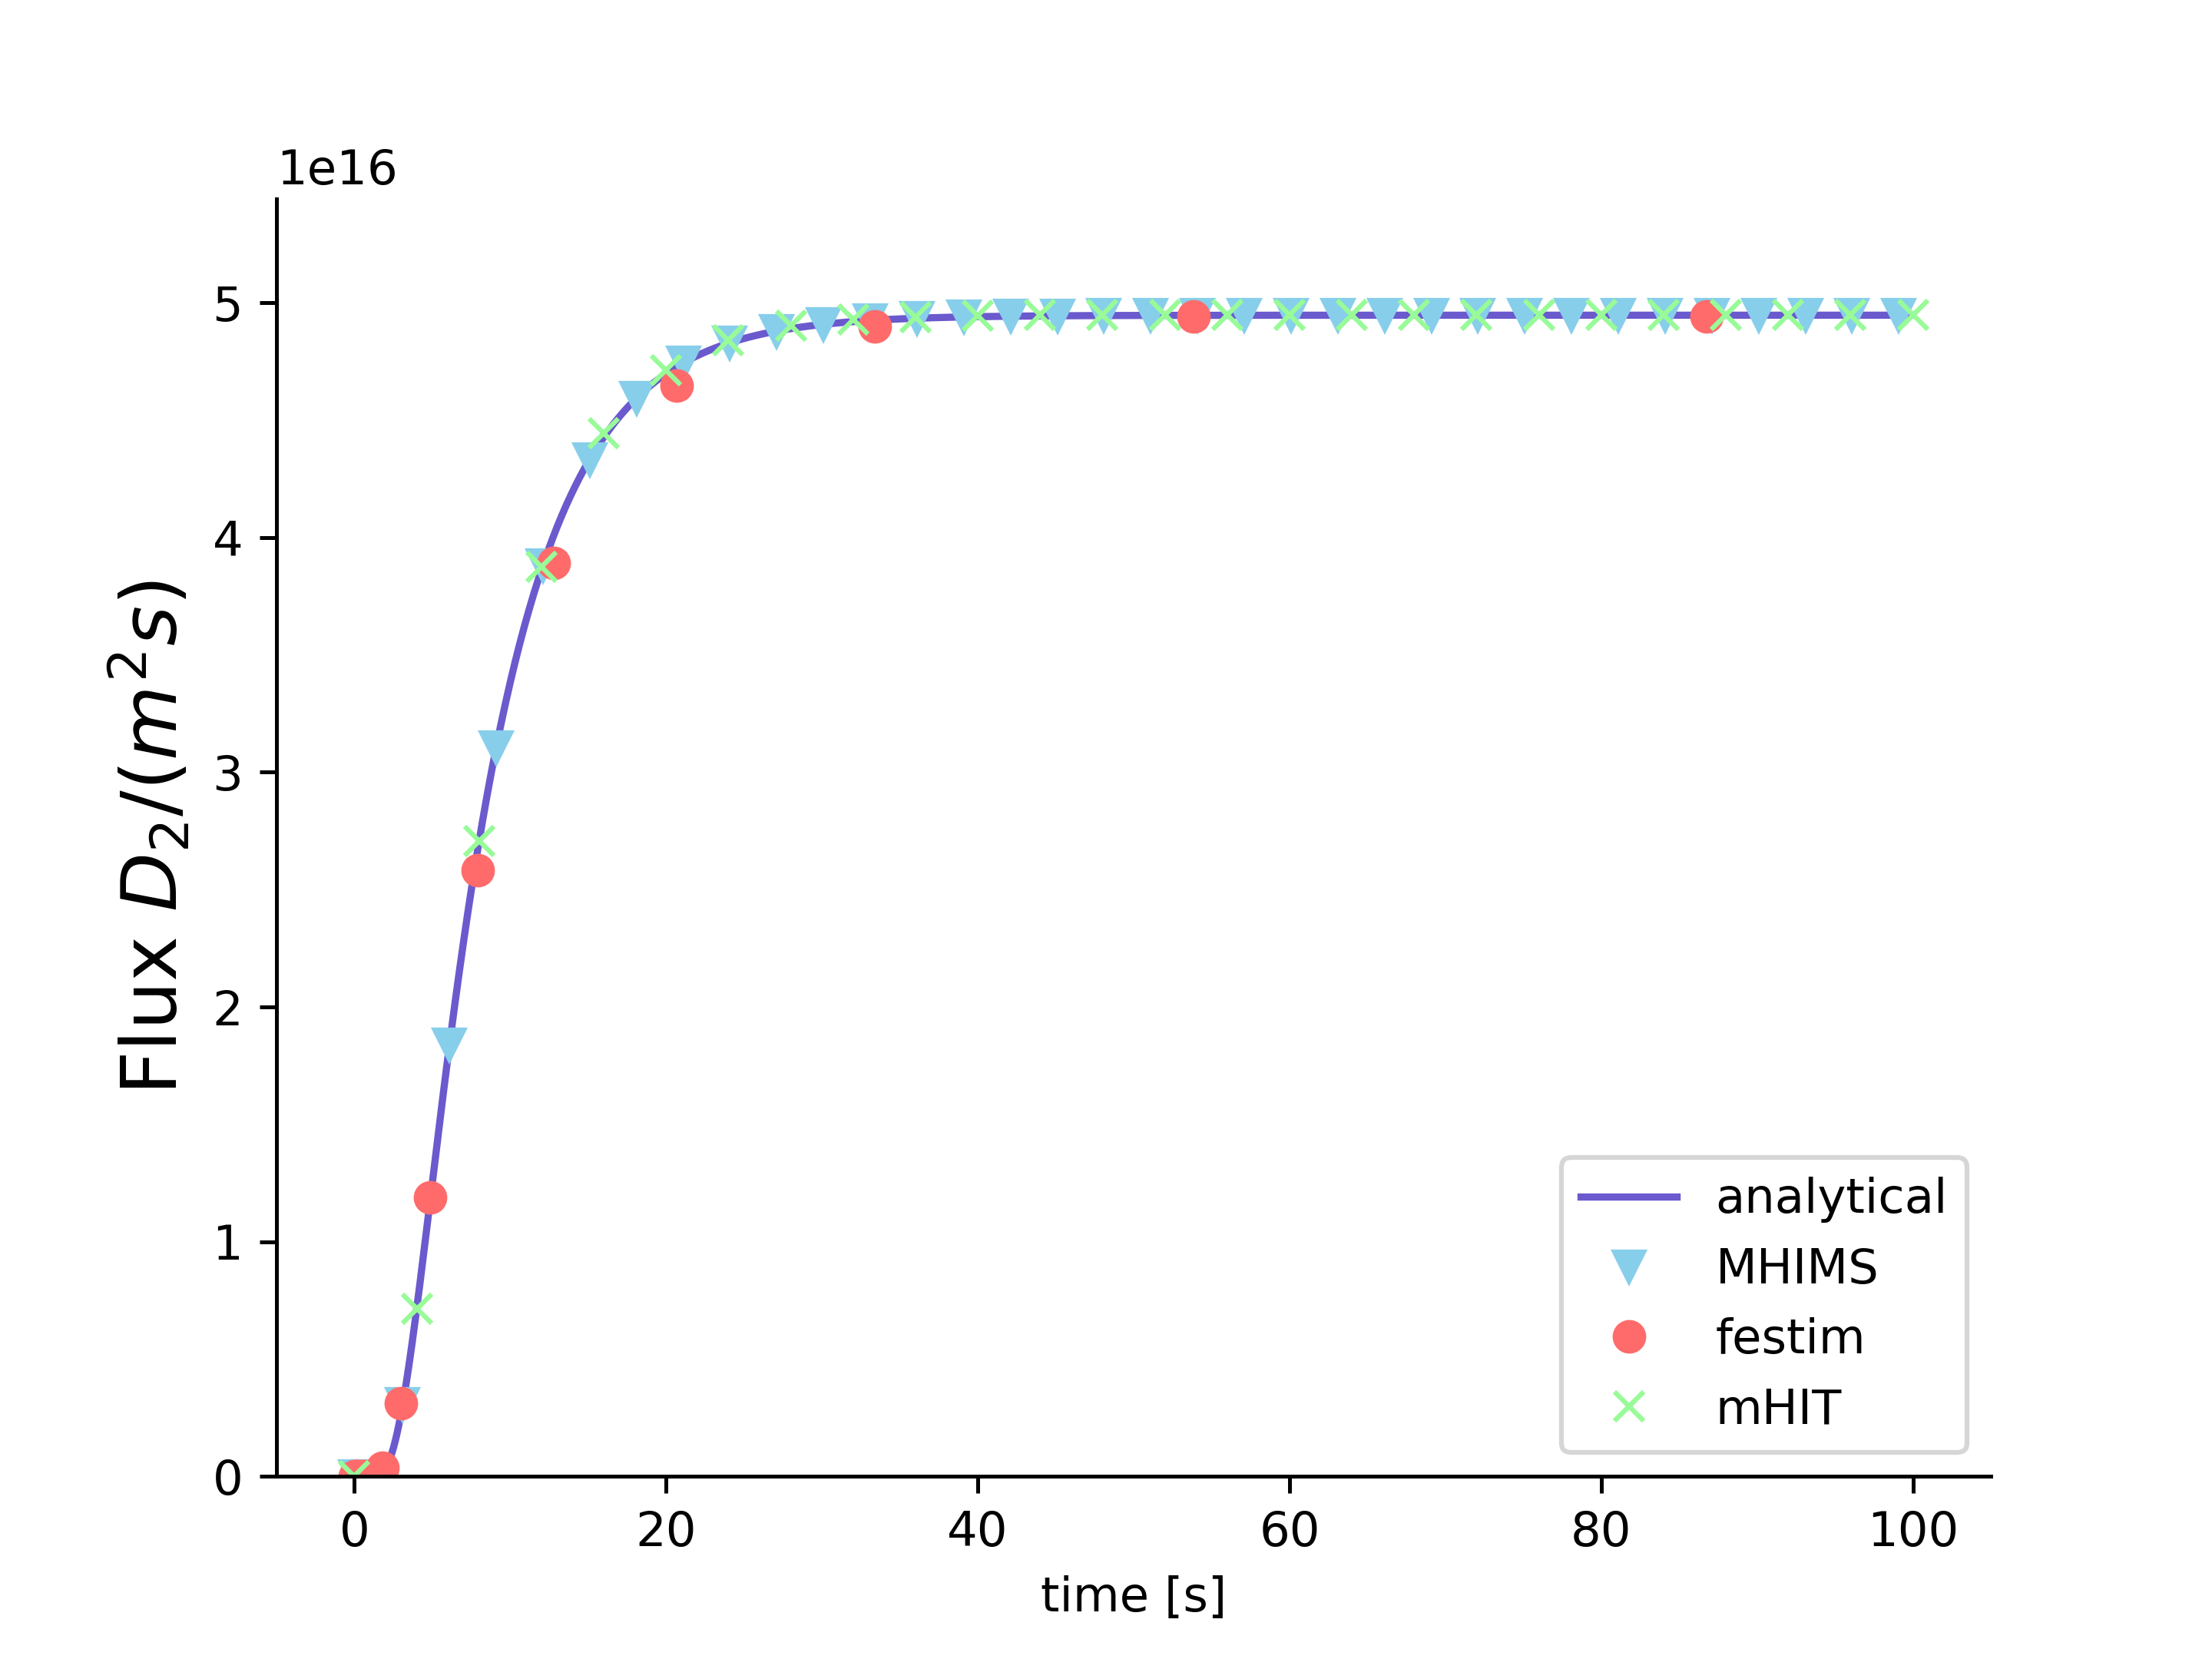 1e16
5
4
3
2
1
0
Flux D₂/(m²s)
0 20 40 60 80 100
time [s]
analytical
MHIMS
festim
mHIT